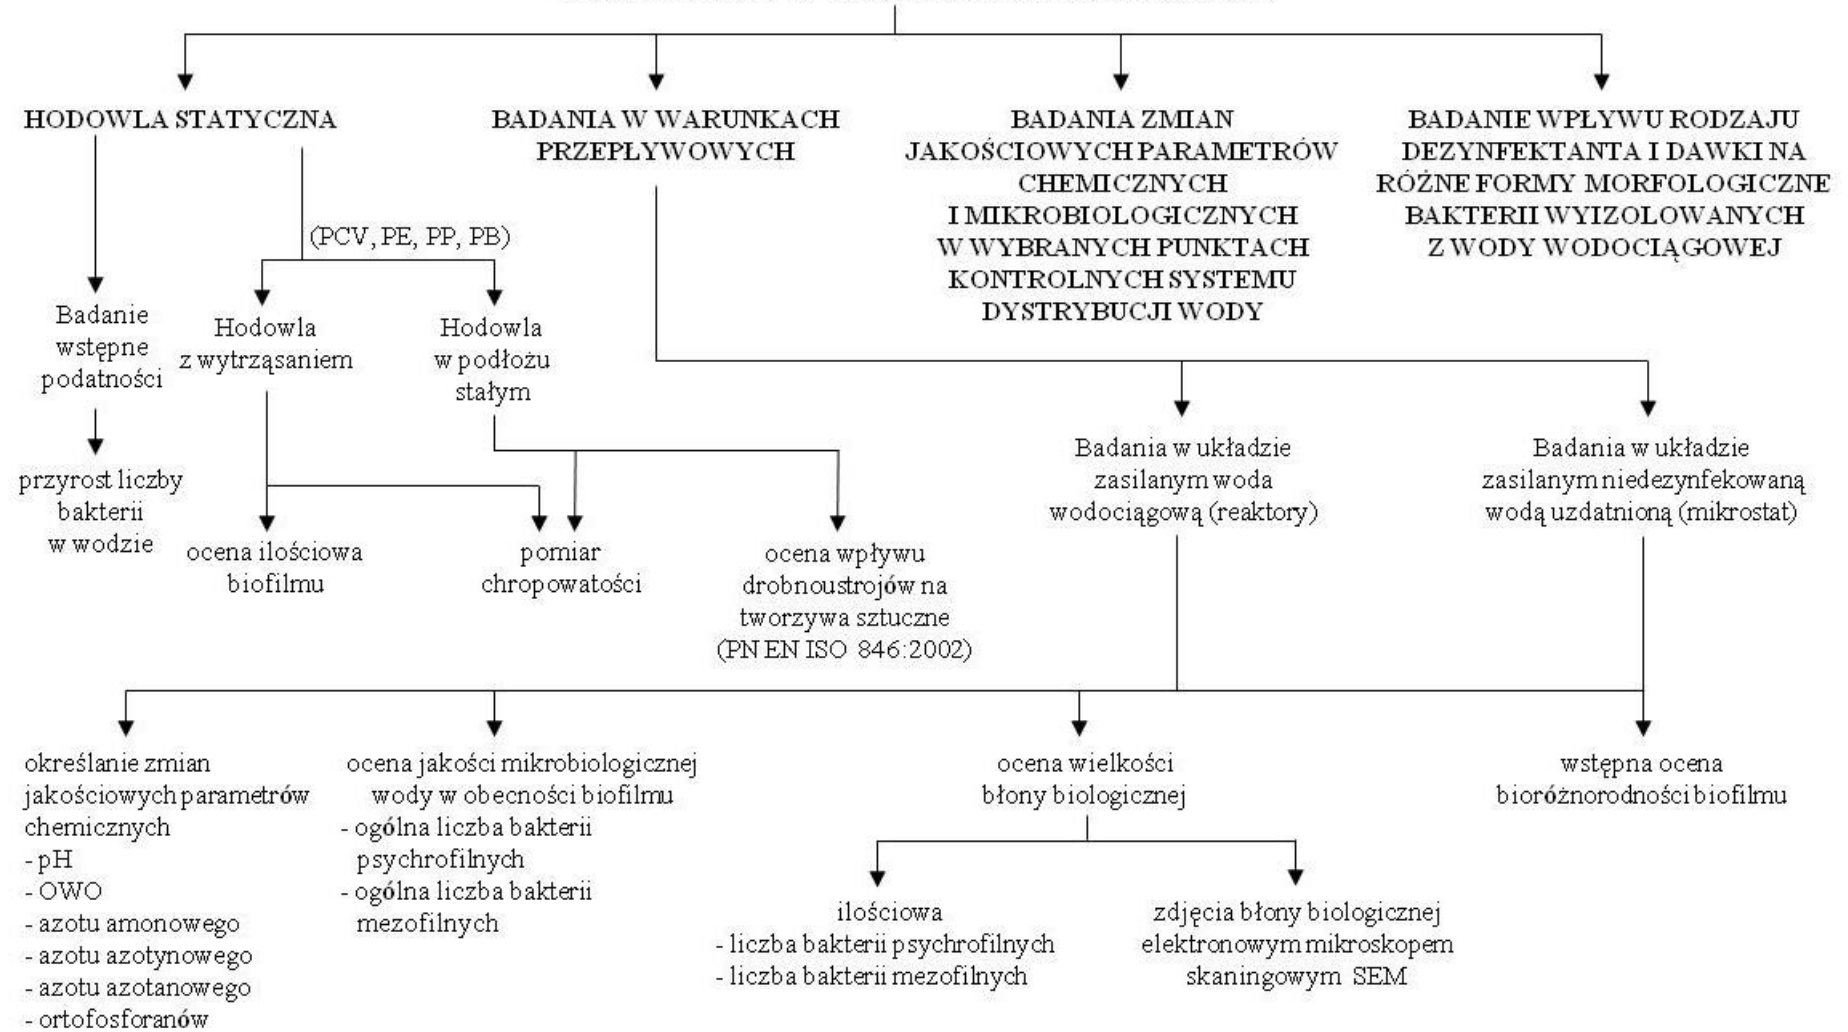 HODOWLA STATYCZNA
BADANIA W WARUNKACH
PRZEPŁYWOWYCH
BADANIA ZMIAN
JAKOŚCIOWYCH PARAMETRÓW
CHEMICZNYCH
I MIKROBIOLOGICZNYCH
W WYBRANYCH PUNKTACH
KONTROLNYCH SYSTEMU
DYSTRYBUCJI WODY
BADANIE WPŁYWU RODZAJU
DEZYNFEKTANTA I DAWKI NA
RÓŻNE FORMY MORFOLOGICZNE
BAKTERII WYIZOLOWANYCH
Z WODY WODOCIĄGOWEJ
(PCV, PE, PP, PB)
Badanie
wstępne
podatności
Hodowla
z wytrząsaniem
Hodowla
w podłożu
stałym
przyrost liczby
bakterii
w wodzie
ocena ilościowa
biofilmu
pomiar
chropowatości
ocena wpływu
drobnoustrojów na
tworzywa sztuczne
(PN EN ISO 846:2002)
Badania w układzie
zasilanym woda
wodociągową (reaktory)
Badania w układzie
zasilanym niedezynfekowaną
wodą uzdatnioną (mikrostat)
określanie zmian
jakościowych parametrów
chemicznych
- pH
- OWO
- azotu amonowego
- azotu azotynowego
- azotu azotanowego
- ortofosforanów
ocena jakości mikrobiologicznej
wody w obecności biofilmu
- ogólna liczba bakterii
psychrofilnych
- ogólna liczba bakterii
mezofilnych
ocena wielkości
błony biologicznej
ilościowa
- liczba bakterii psychrofilnych
- liczba bakterii mezofilnych
zdjęcia błony biologicznej
elektronowym mikroskopem
skaningowym SEM
wstępna ocena
bioróżnorodności biofilmu